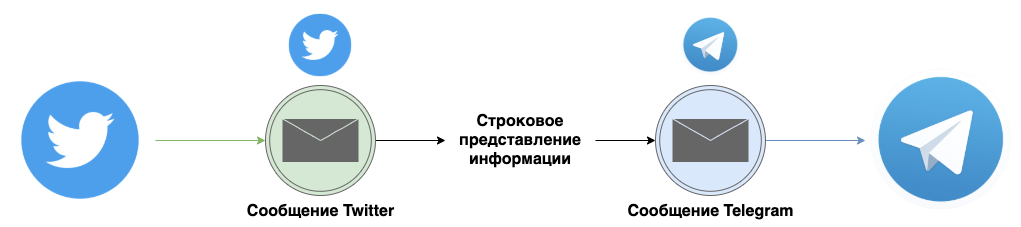 Строковое
представление
информации
Сообщение Twitter
Сообщение Telegram